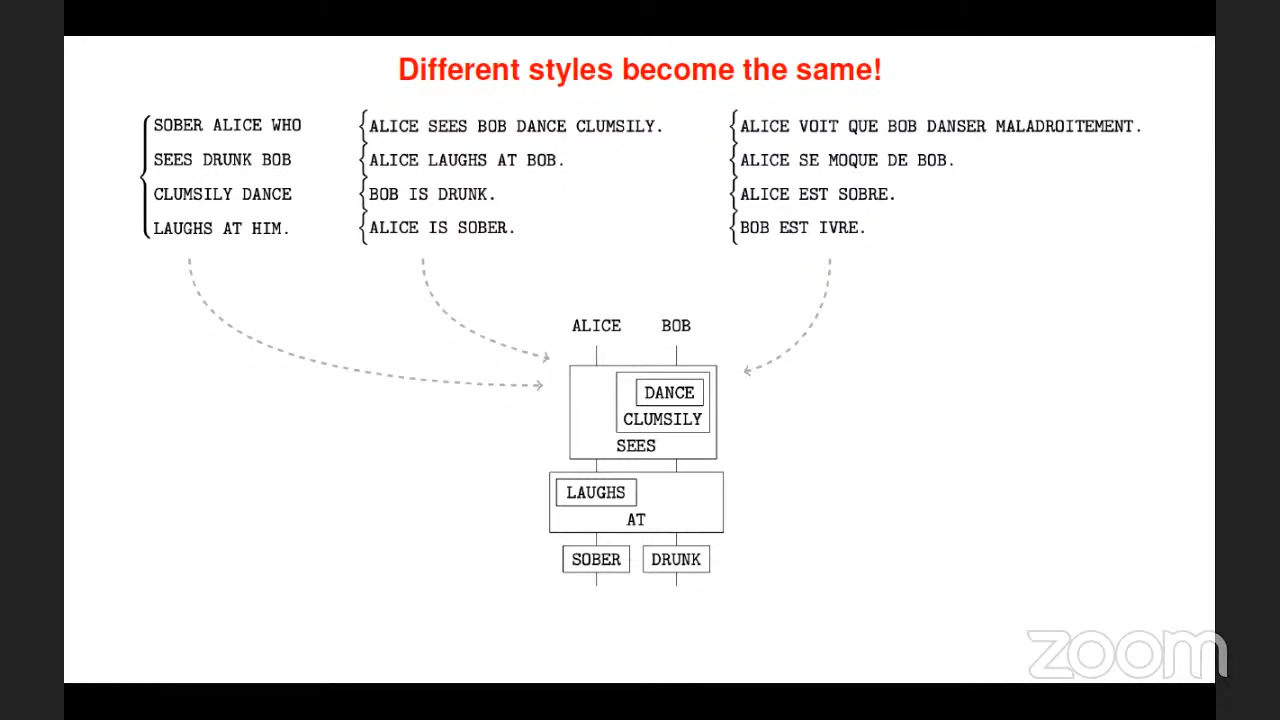 Different styles become the same!
SOBER ALICE WHO
SEES DRUNK BOB
CLUMSILY DANCE
LAUGHS AT HIM.
ALICE SEES BOB DANCE CLUMSILY.
ALICE LAUGHS AT BOB.
BOB IS DRUNK.
ALICE IS SOBER.
ALICE VOIT QUE BOB DANSER MALADROITEMENT.
ALICE SE MOQUE DE BOB.
ALICE EST SOBRE.
BOB EST IVRE.
ALICE BOB
DANCE
CLUMSILY
SEES
LAUGHS
AT
SOBER DRUNK
zoom